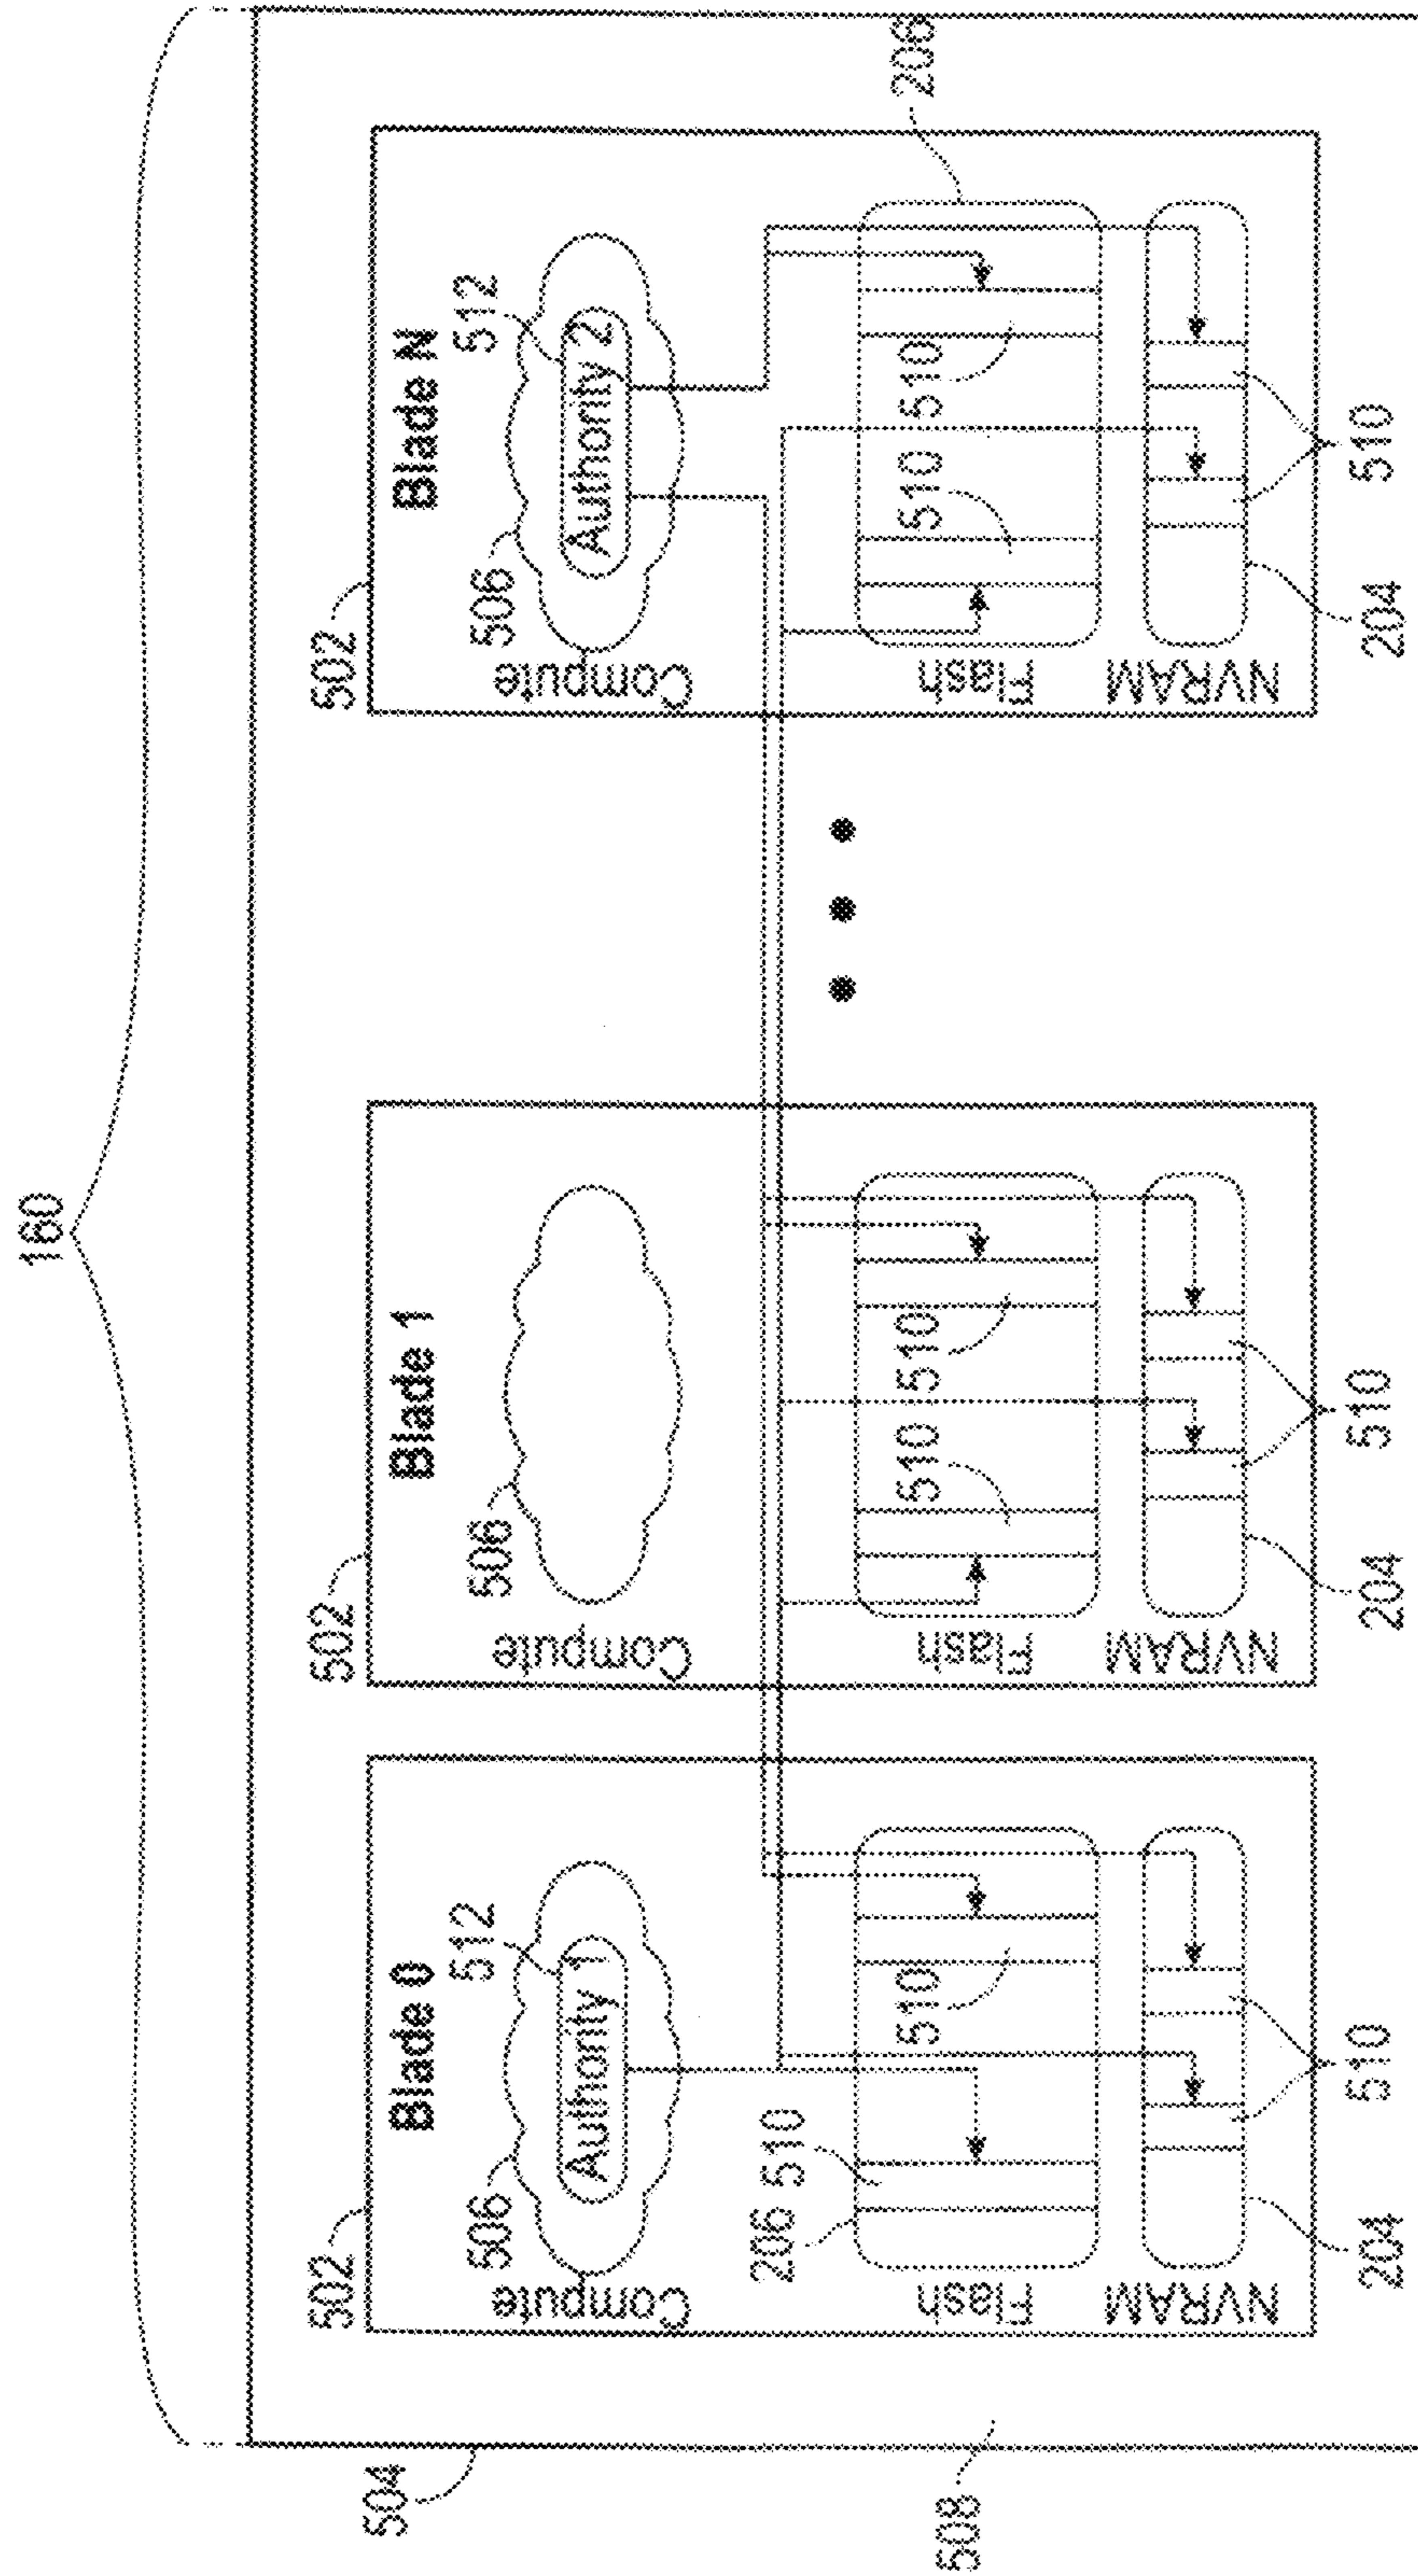 160
502 502 502
504
Blade 0 Blade 1 Blade N
512 512
506 506 506
Compute Compute Compute
Authority 1 Authority 2
206 510
510 510 510 510 510 206
Flash Flash Flash
508
NVRAM NVRAM NVRAM
204 510 204 510 204 510